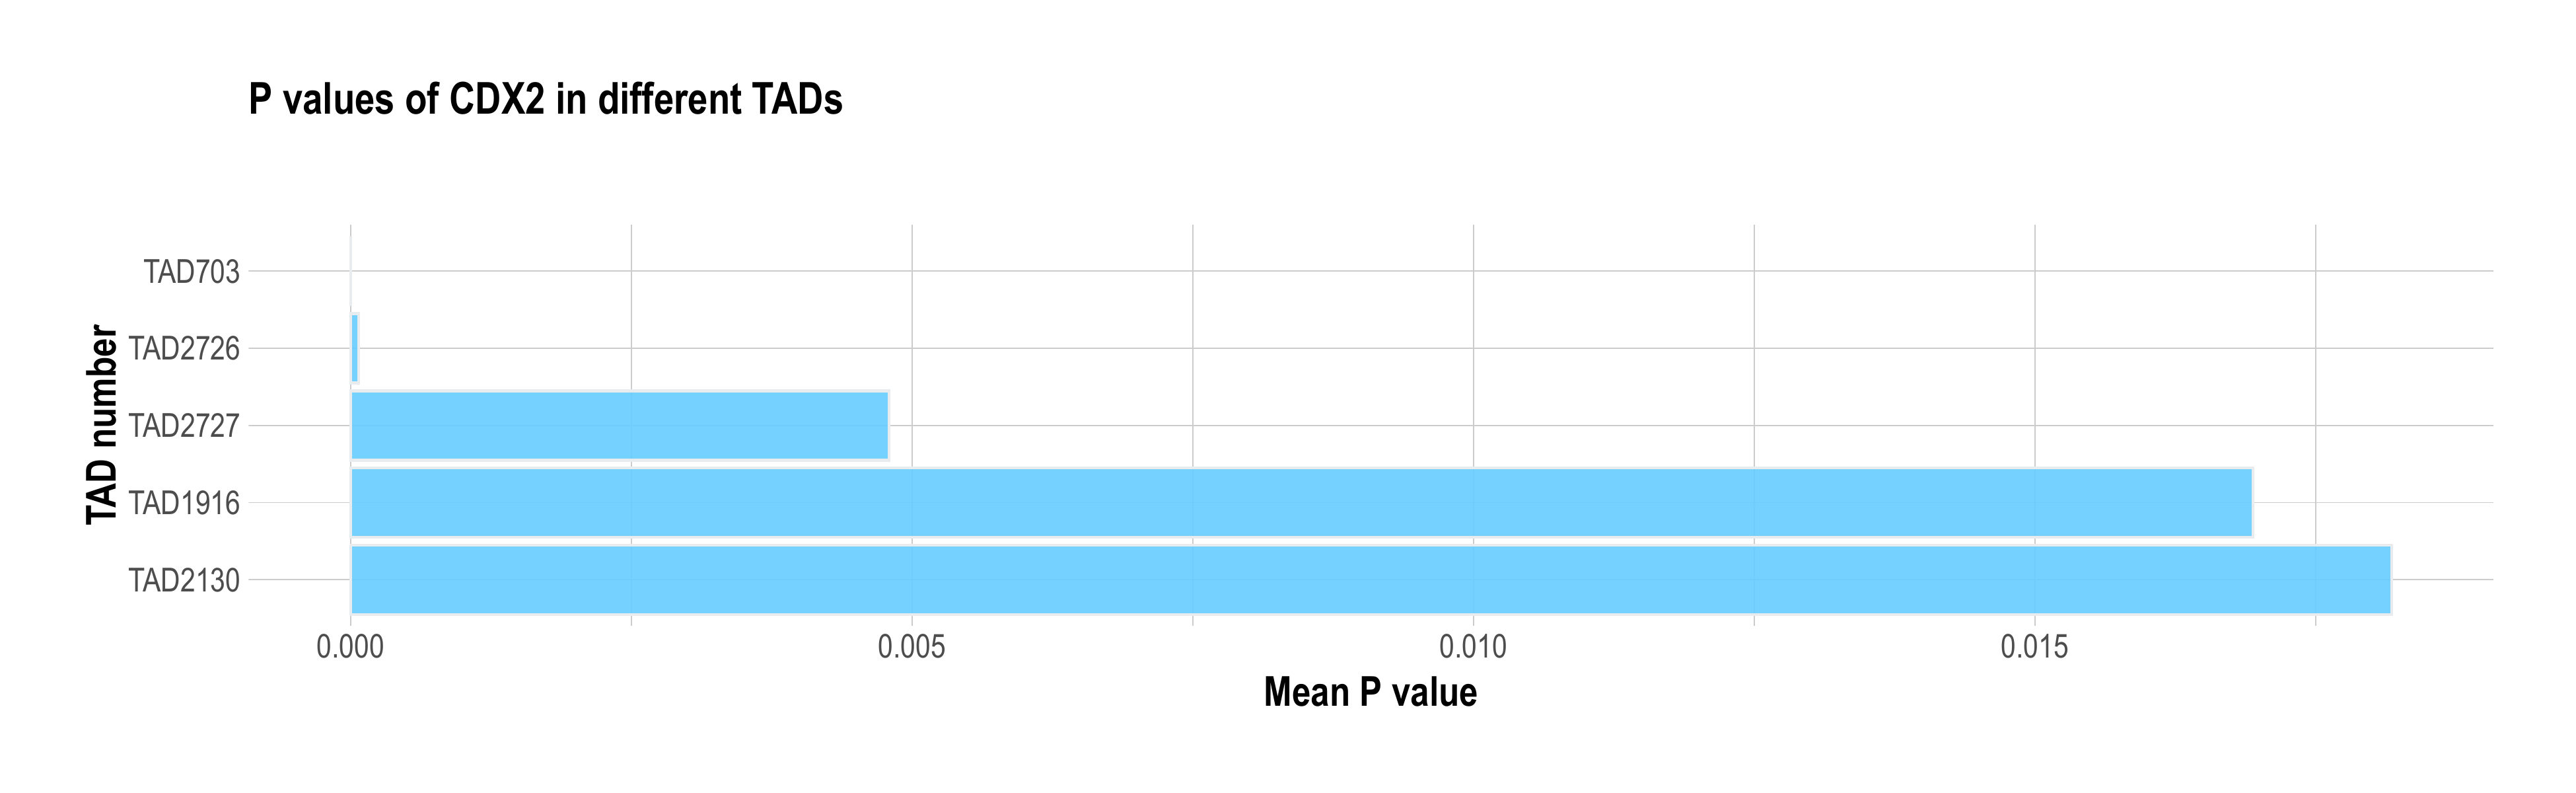 P values of CDX2 in different TADs
TAD number
TAD703
TAD2726
TAD2727
TAD1916
TAD2130
0.000 0.005 0.010 0.015
Mean P value